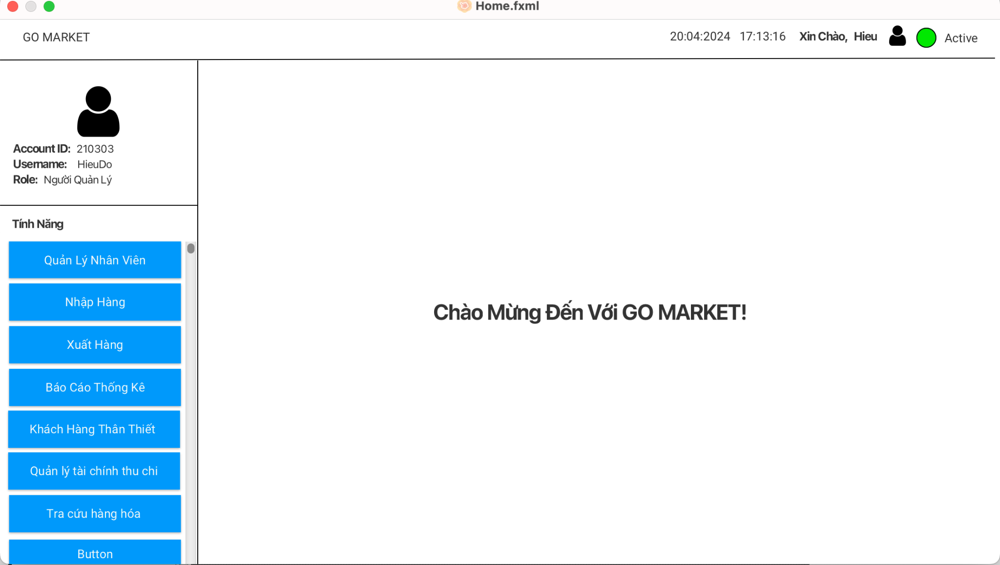 Home.fxml
GO MARKET
20:04:2024 17:13:16 Xin Chào, Hieu Active
Account ID: 210303
Username: HieuDo
Role: Người Quản Lý
Tính Năng
Quản Lý Nhân Viên
Nhập Hàng
Xuất Hàng
Báo Cáo Thống Kê
Khách Hàng Thân Thiết
Quản lý tài chính thu chi
Tra cứu hàng hóa
Button
Chào Mừng Đến Với GO MARKET!